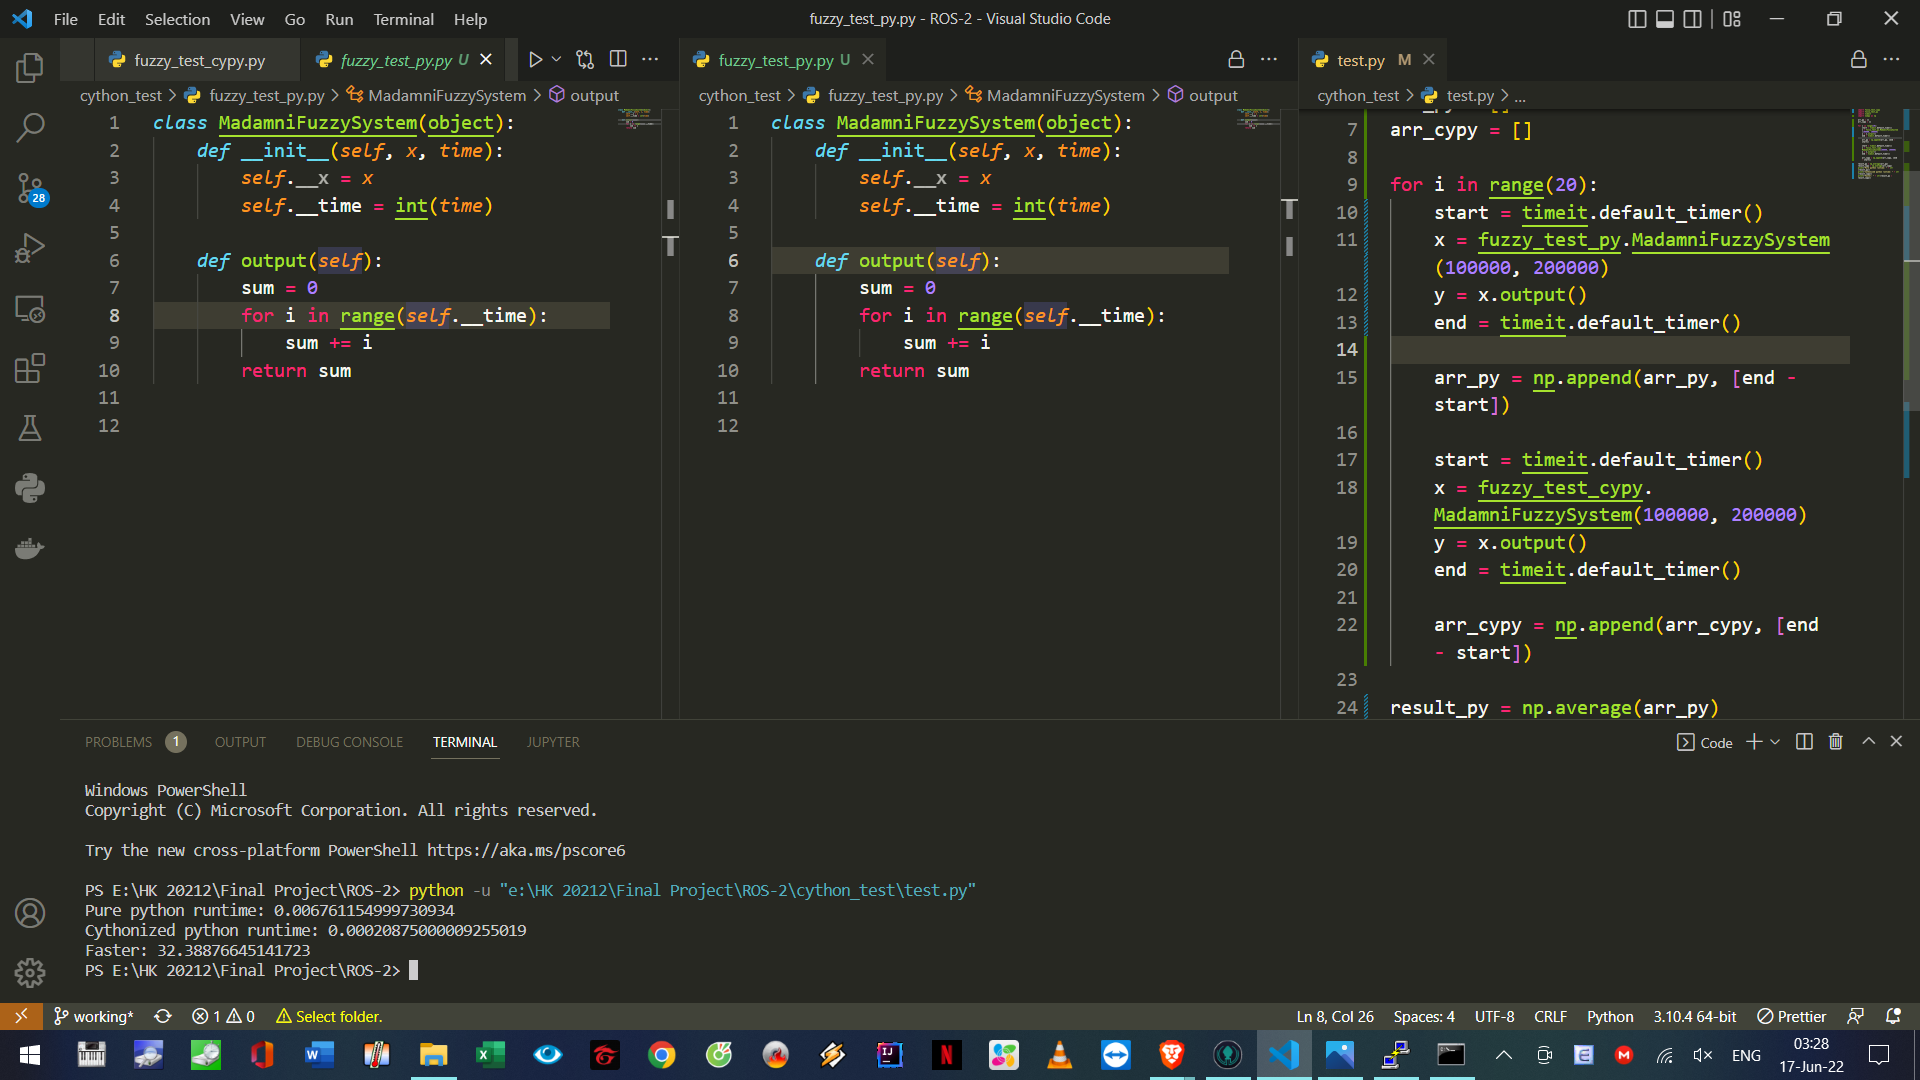 File Edit Selection View Go Run Terminal Help
fuzzy_test_py.py - ROS-2 - Visual Studio Code
fuzzy_test_cypy.py
fuzzy_test_py.py U
cython_test > fuzzy_test_py.py > MadamniFuzzySystem > output
1 class MadamniFuzzySystem(object):
2 def __init__(self, x, time):
3 self.__x = x
4 self.__time = int(time)
5
6 def output(self):
7 sum = 0
8 for i in range(self.__time):
9 sum += i
10 return sum
11
12
fuzzy_test_py.py U
cython_test > fuzzy_test_py.py > MadamniFuzzySystem > output
1 class MadamniFuzzySystem(object):
2 def __init__(self, x, time):
3 self.__x = x
4 self.__time = int(time)
5
6 def output(self):
7 sum = 0
8 for i in range(self.__time):
9 sum += i
10 return sum
11
12
test.py M
cython_test > test.py > ...
7 arr_cypy = []
8
9 for i in range(20):
10 start = timeit.default_timer()
11 x = fuzzy_test_py.MadamniFuzzySystem
(100000, 200000)
12 y = x.output()
13 end = timeit.default_timer()
14
15 arr_py = np.append(arr_py, [end -
start])
16
17 start = timeit.default_timer()
18 x = fuzzy_test_cypy.
MadamniFuzzySystem(100000, 200000)
19 y = x.output()
20 end = timeit.default_timer()
21
22 arr_cypy = np.append(arr_cypy, [end
- start])
23
24 result_py = np.average(arr_py)
28
PROBLEMS 1 OUTPUT DEBUG CONSOLE TERMINAL JUPYTER
Code
Windows PowerShell
Copyright (C) Microsoft Corporation. All rights reserved.
Try the new cross-platform PowerShell https://aka.ms/pscore6
PS E:\HK 20212\Final Project\ROS-2> python -u "e:\HK 20212\Final Project\ROS-2\cython_test\test.py"
Pure python runtime: 0.006761154999730934
Cythonized python runtime: 0.00020875000009255019
Faster: 32.38876645141723
PS E:\HK 20212\Final Project\ROS-2>
working* 1 0 Select folder.
Ln 8, Col 26 Spaces: 4 UTF-8 CRLF Python 3.10.4 64-bit Prettier
ENG
03:28
17-Jun-22